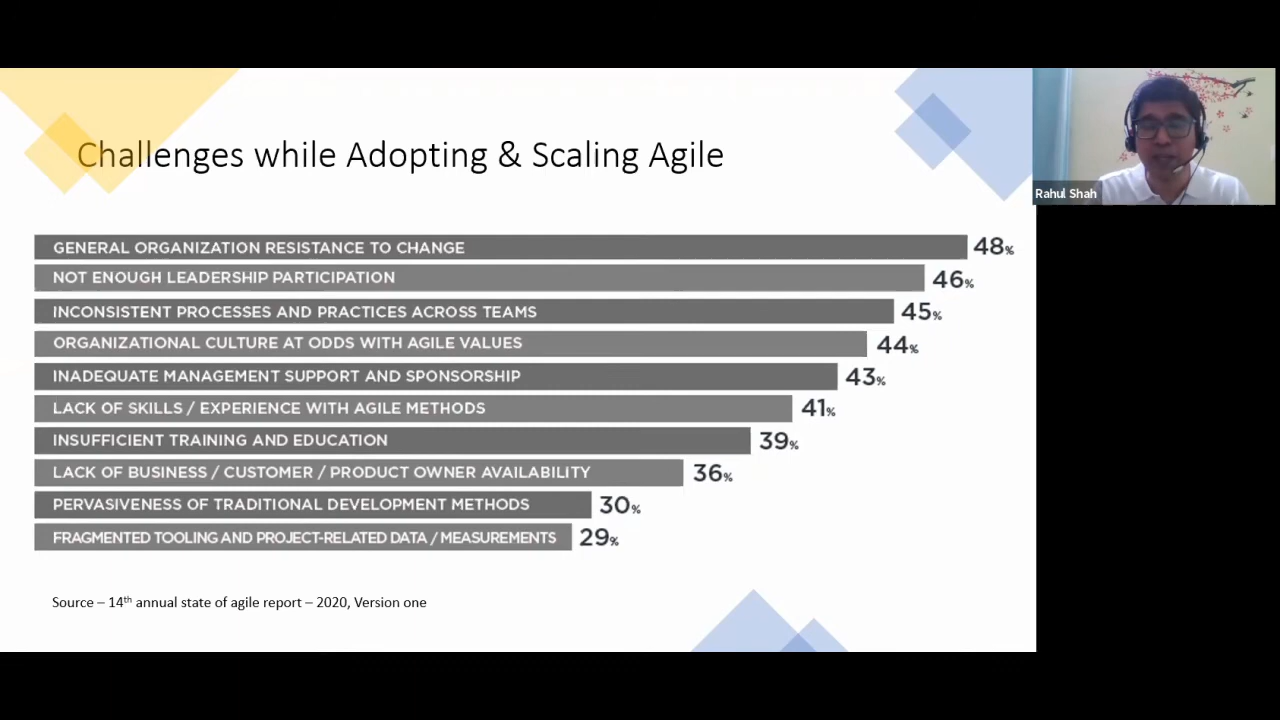 Challenges while Adopting & Scaling Agile
Rahul Shah
GENERAL ORGANIZATION RESISTANCE TO CHANGE 48%
NOT ENOUGH LEADERSHIP PARTICIPATION 46%
INCONSISTENT PROCESSES AND PRACTICES ACROSS TEAMS 45%
ORGANIZATIONAL CULTURE AT ODDS WITH AGILE VALUES 44%
INADEQUATE MANAGEMENT SUPPORT AND SPONSORSHIP 43%
LACK OF SKILLS / EXPERIENCE WITH AGILE METHODS 41%
INSUFFICIENT TRAINING AND EDUCATION 39%
LACK OF BUSINESS / CUSTOMER / PRODUCT OWNER AVAILABILITY 36%
PERVASIVENESS OF TRADITIONAL DEVELOPMENT METHODS 30%
FRAGMENTED TOOLING AND PROJECT-RELATED DATA / MEASUREMENTS 29%
Source – 14th annual state of agile report – 2020, Version one